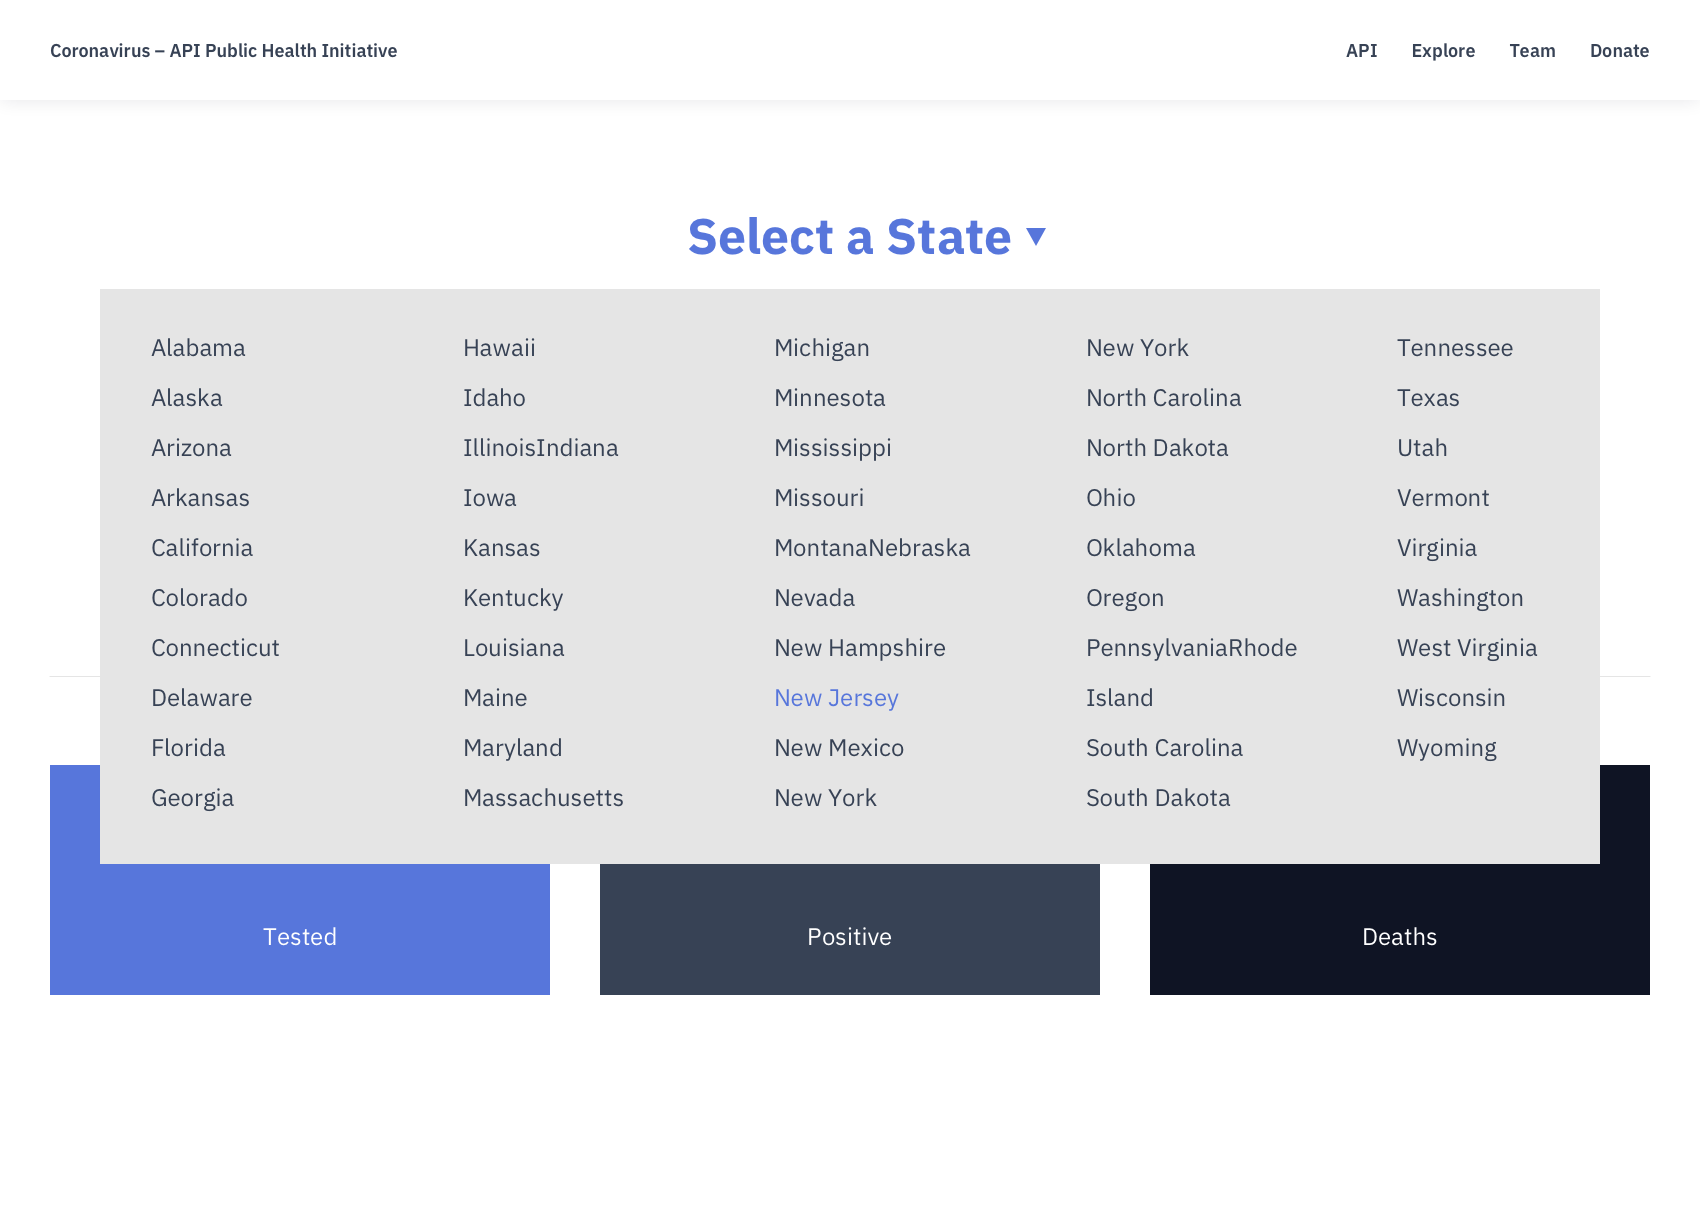 Coronavirus – API Public Health Initiative
API
Explore
Team
Donate
Select a State ▼
Alabama
Alaska
Arizona
Arkansas
California
Colorado
Connecticut
Delaware
Florida
Georgia
Hawaii
Idaho
IllinoisIndiana
Iowa
Kansas
Kentucky
Louisiana
Maine
Maryland
Massachusetts
Michigan
Minnesota
Mississippi
Missouri
MontanaNebraska
Nevada
New Hampshire
New Jersey
New Mexico
New York
New York
North Carolina
North Dakota
Ohio
Oklahoma
Oregon
PennsylvaniaRhode
Island
South Carolina
South Dakota
Tennessee
Texas
Utah
Vermont
Virginia
Washington
West Virginia
Wisconsin
Wyoming
Tested
Positive
Deaths